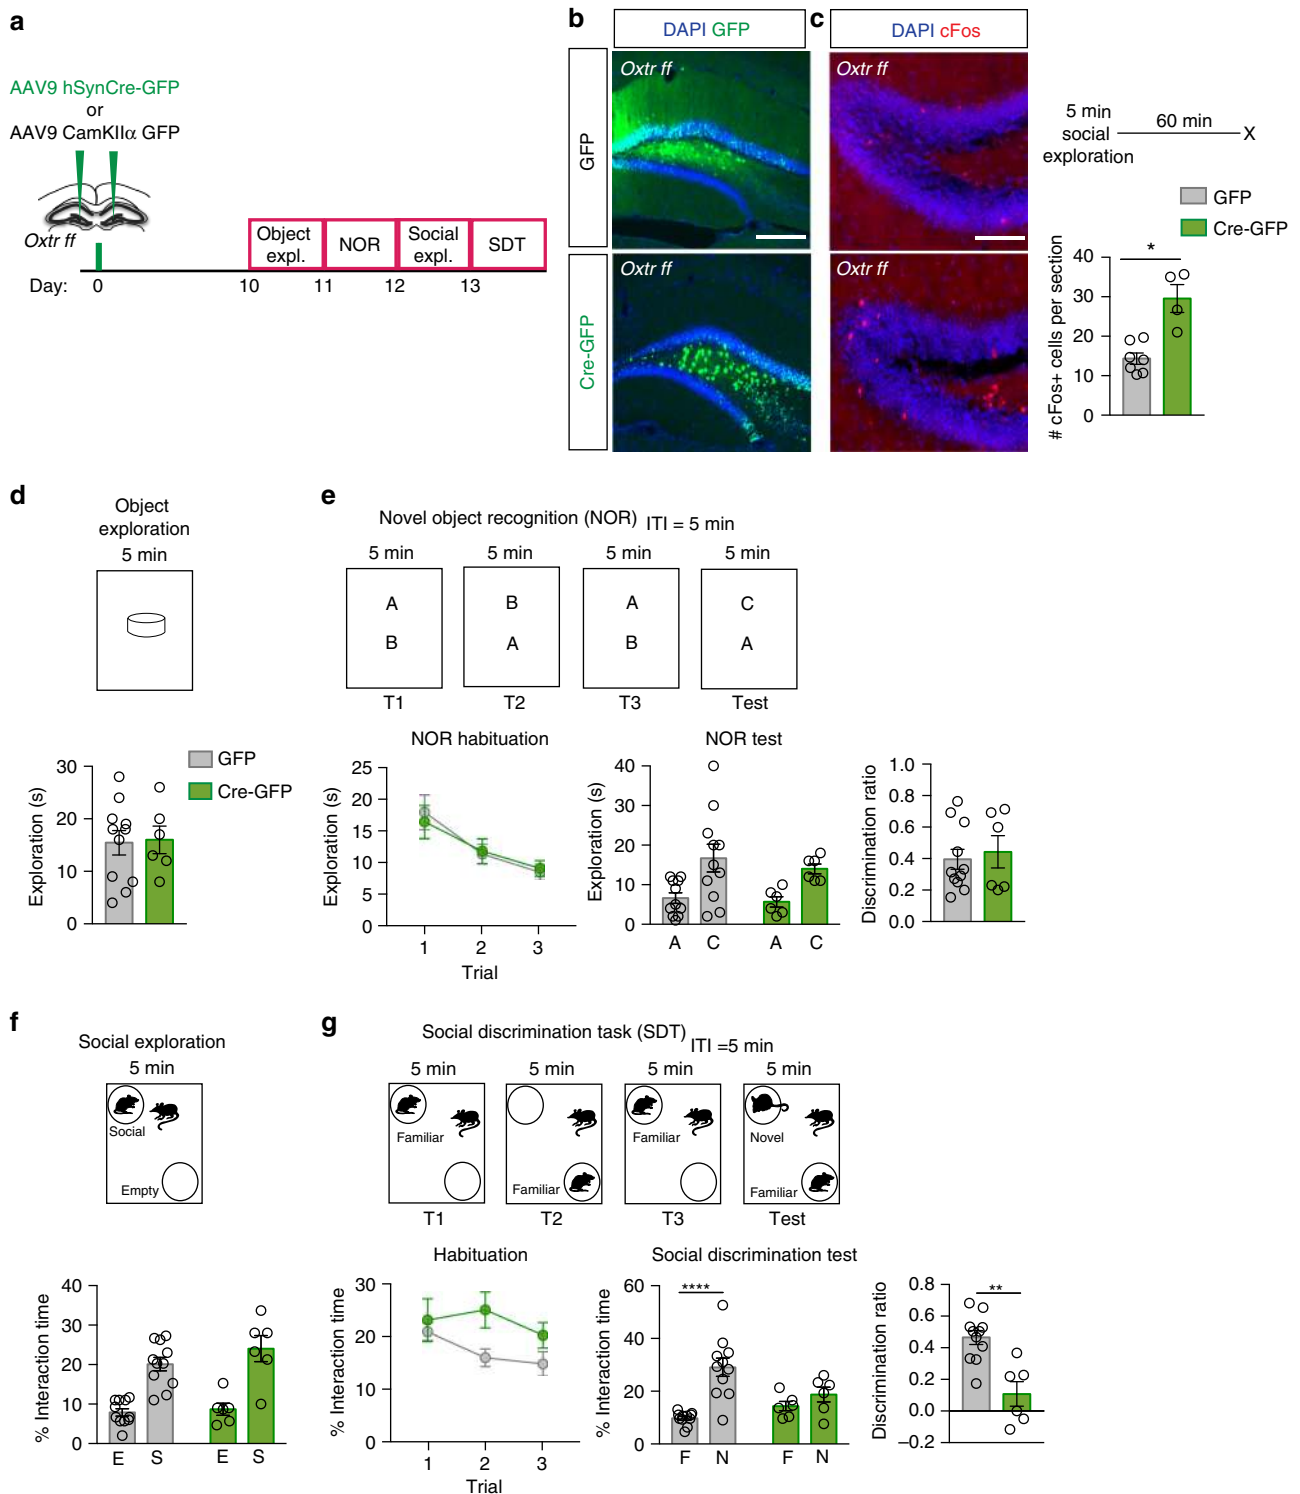 a
AAV9 hSynCre-GFP
or
AAV9 CamKIIα GFP
Oxtr ff
Object expl.
NOR
Social expl.
SDT
Day: 0 10 11 12 13
b
DAPI GFP
GFP
Oxtr ff
Cre-GFP
Oxtr ff
c
DAPI cFos
Oxtr ff
Oxtr ff
5 min
social
exploration
60 min
X
GFP
Cre-GFP
*
# cFos+ cells per section
40
30
20
10
0
d
Object
exploration
5 min
GFP
Cre-GFP
Exploration (s)
30
20
10
0
e
Novel object recognition (NOR) ITI = 5 min
5 min 5 min 5 min 5 min
A B A C
B A B A
T1 T2 T3 Test
NOR habituation
Exploration (s)
25
20
15
10
5
0
1 2 3
Trial
NOR test
Exploration (s)
40
30
20
10
0
A C A C
Discrimination ratio
1.0
0.8
0.6
0.4
0.2
0.0
f
Social exploration
5 min
Social
Empty
% Interaction time
40
30
20
10
0
E S E S
g
Social discrimination task (SDT) ITI =5 min
5 min 5 min 5 min 5 min
Familiar Familiar Novel
Familiar Familiar
T1 T2 T3 Test
Habituation
% Interaction time
30
20
10
0
1 2 3
Trial
Social discrimination test
% Interaction time
60
40
20
0
****
F N F N
Discrimination ratio
0.8
0.6
0.4
0.2
0.0
–0.2
**